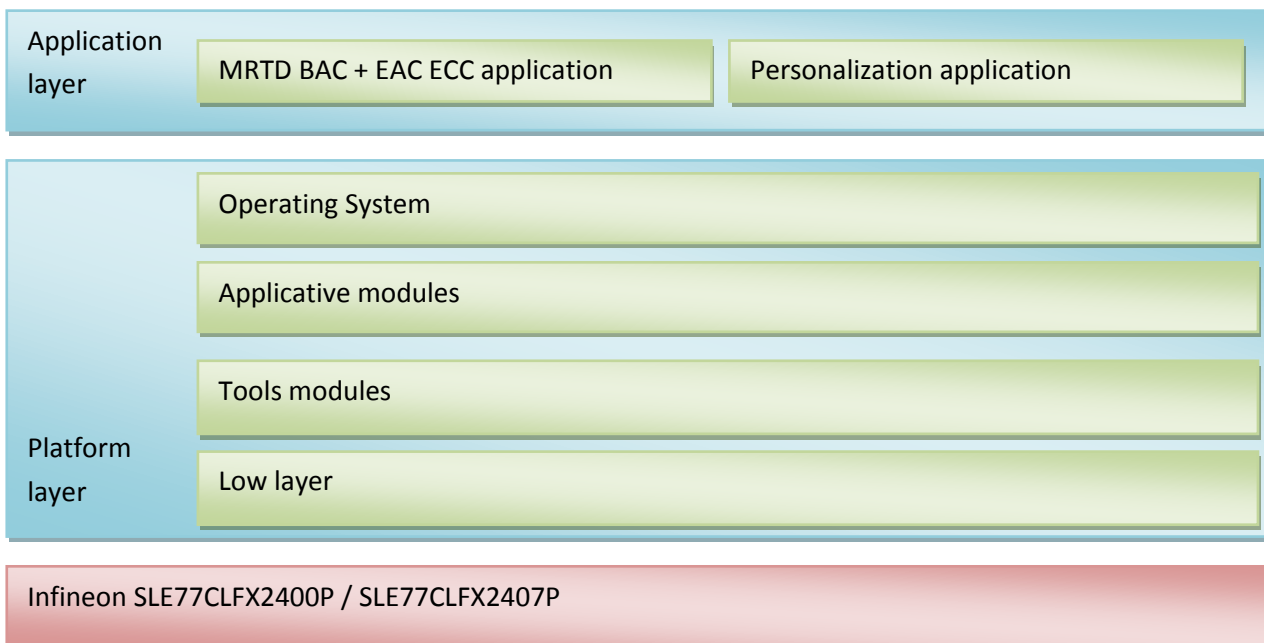 Application
layer
MRTD BAC + EAC ECC application
Personalization application
Operating System
Applicative modules
Tools modules
Platform
layer
Low layer
Infineon SLE77CLFX2400P / SLE77CLFX2407P